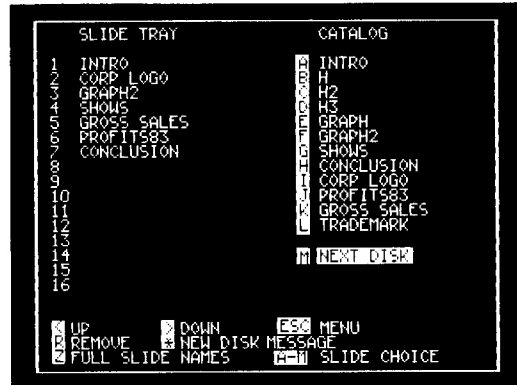 SLIDE TRAY CATALOG
1 INTRO A INTRO
2 CORP LOGO B H
3 GRAPH2 C H2
4 SHOWS D H3
5 GROSS SALES E GRAPH
6 PROFITS83 F GRAPH2
7 CONCLUSION G SHOWS
8 H CONCLUSION
9 I CORP LOGO
10 J PROFITS83
11 K GROSS SALES
12 L TRADEMARK
13
14 M NEXT DISK
15
16
< UP > DOWN ESC MENU
R REMOVE * NEW DISK MESSAGE
Z FULL SLIDE NAMES A-M SLIDE CHOICE